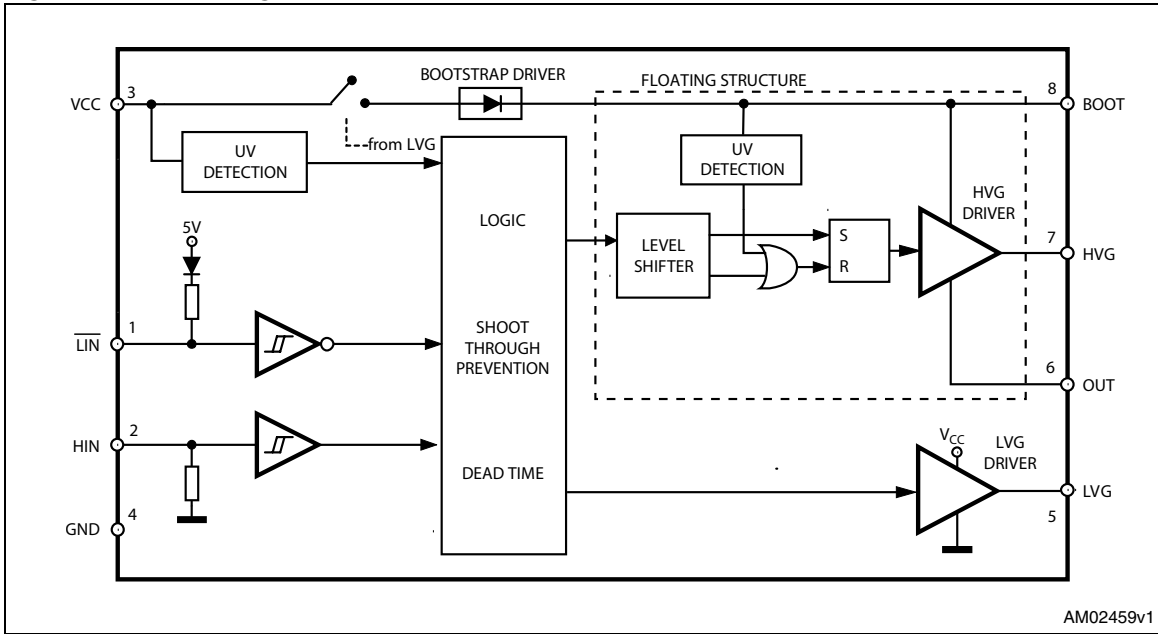 BOOTSTRAP DRIVER
FLOATING STRUCTURE
3
8
VCC
BOOT
from LVG
UV
DETECTION
UV
DETECTION
HVG
DRIVER
5V
LOGIC
LEVEL
SHIFTER
S
R
7
HVG
1
LIN
SHOOT
THROUGH
PREVENTION
6
OUT
2
HIN
VCC
LVG
DRIVER
DEAD TIME
LVG
5
4
GND
AM02459v1